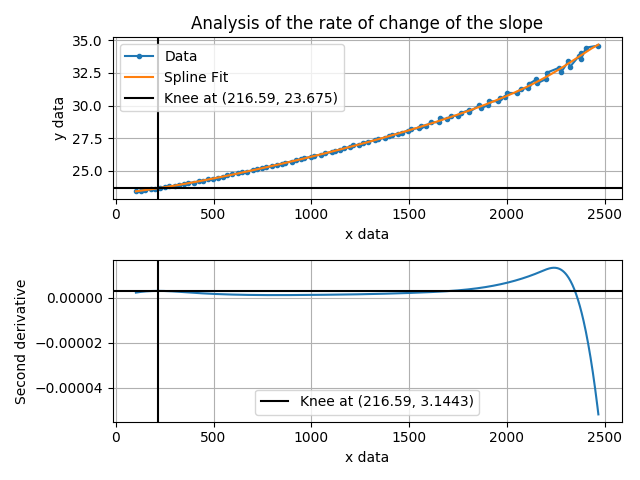 Analysis of the rate of change of the slope
35.0
32.5
30.0
27.5
25.0
y data
Data
Spline Fit
Knee at (216.59, 23.675)
0 500 1000 1500 2000 2500
x data
0.00000
−0.00002
−0.00004
Second derivative
Knee at (216.59, 3.1443)
0 500 1000 1500 2000 2500
x data